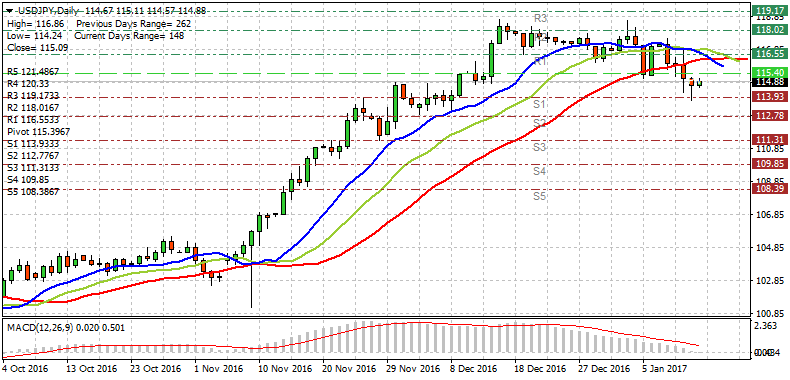 USDJPY,Daily 114.67 115.11 114.57 114.88
High= 116.86 Previous Days Range= 262
Low= 114.24 Current Days Range= 148
Close= 115.09
R5 121.4867
R4 120.33
R3 119.1733
R2 118.0167
R1 116.5533
Pivot 115.3967
S1 113.9333
S2 112.7767
S3 111.3133
S4 109.85
S5 108.3867
R3
R1
S1
S2
S3
S4
S5
119.17
118.85
118.02
116.55
115.40
114.88
113.93
112.78
111.31
110.85
109.85
108.85
108.39
106.85
104.85
102.85
100.85
MACD(12,26,9) 0.020 0.501
2.363
4 Oct 2016 13 Oct 2016 23 Oct 2016 1 Nov 2016 10 Nov 2016 20 Nov 2016 29 Nov 2016 8 Dec 2016 18 Dec 2016 27 Dec 2016 5 Jan 2017